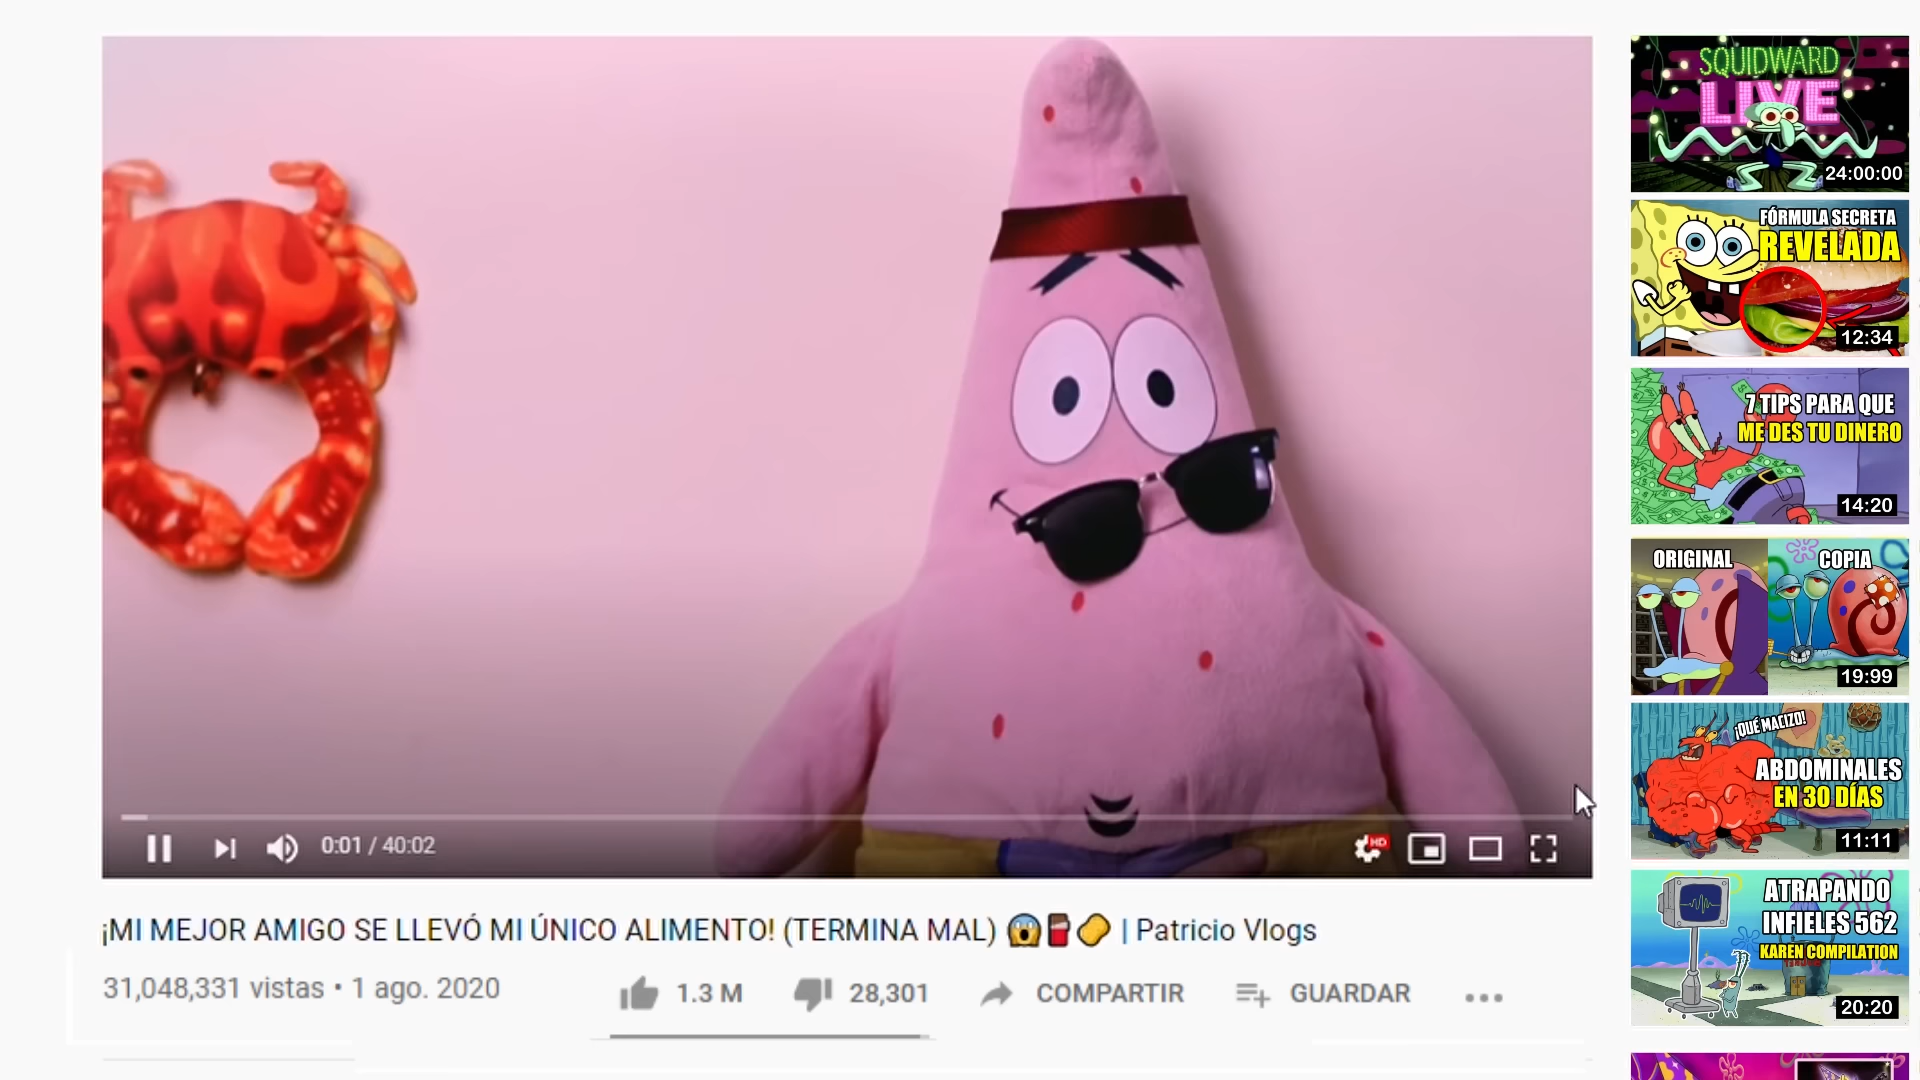 0:01 / 40:02
HD
¡MI MEJOR AMIGO SE LLEVÓ MI ÚNICO ALIMENTO! (TERMINA MAL) 😱🥫🥔 | Patricio Vlogs
31,048,331 vistas • 1 ago. 2020
1.3 M
28,301
COMPARTIR
GUARDAR
SQUIDWARD
LIVE
24:00:00
FÓRMULA SECRETA
REVELADA
12:34
7 TIPS PARA QUE
ME DES TU DINERO
14:20
ORIGINAL
COPIA
19:99
¡QUÉ MACIZO!
ABDOMINALES
EN 30 DÍAS
11:11
ATRAPANDO
INFIELES 562
KAREN COMPILATION
20:20